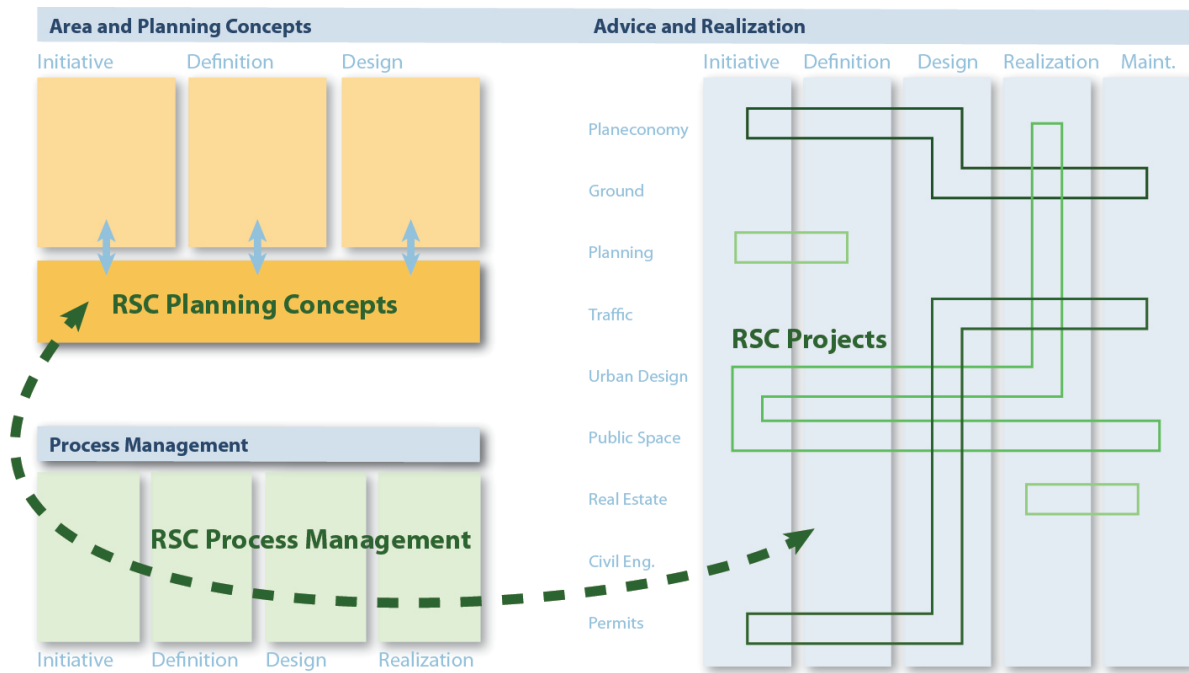 Area and Planning Concepts
Initiative Definition Design
RSC Planning Concepts
Process Management
RSC Process Management
Initiative Definition Design Realization
Advice and Realization
Initiative Definition Design Realization Maint.
Planeconomy
Ground
Planning
Traffic
RSC Projects
Urban Design
Public Space
Real Estate
Civil Eng.
Permits